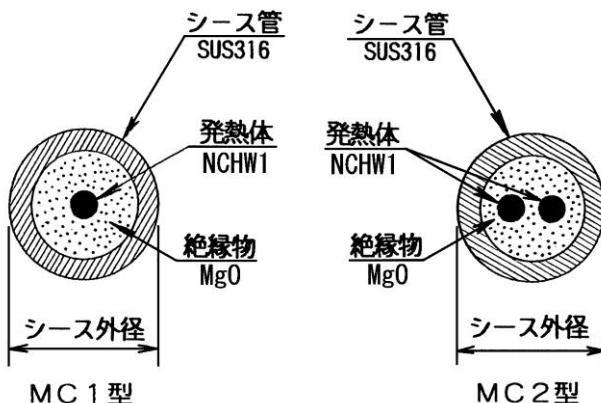 シース管
SUS316
発熱体
NCHW1
絶縁物
MgO
シース外径
MC1型
シース管
SUS316
発熱体
NCHW1
絶縁物
MgO
シース外径
MC2型